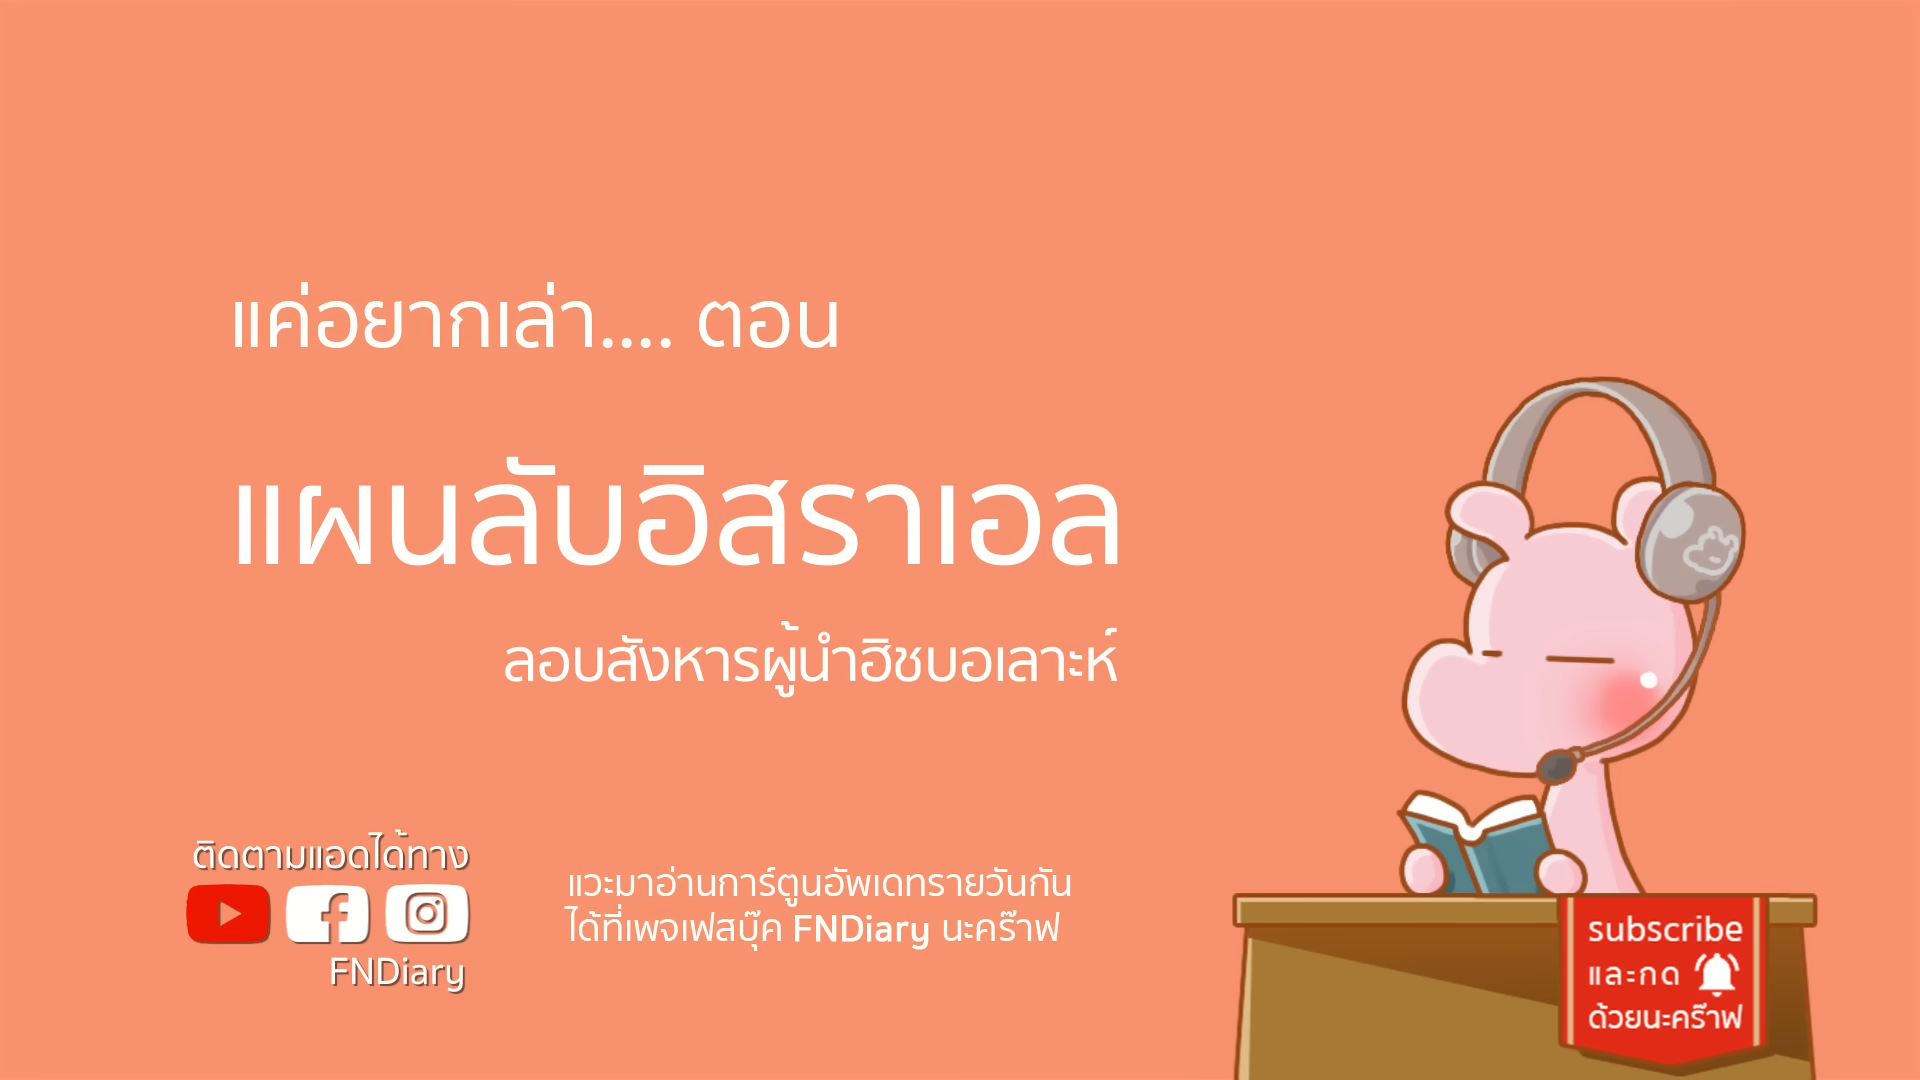 แค่อยากเล่า.... ตอน
แผนลับอิสราเอล
ลอบสังหารผู้นำฮิซบอเลาะห์
ติดตามแอดได้ทาง
FNDiary
แวะมาอ่านการ์ตูนอัพเดทรายวันกัน
ได้ที่เพจเฟสบุ๊ค FNDiary นะคร๊าฟ
subscribe
และกด
ด้วยนะคร๊าฟ